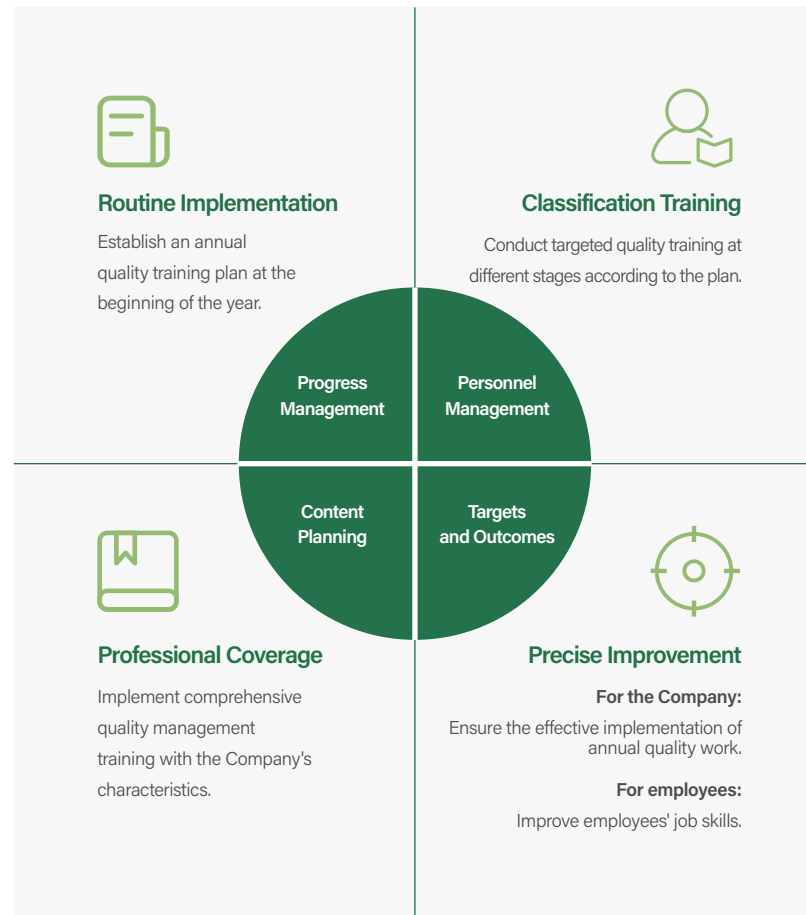 Routine Implementation
Establish an annual
quality training plan at the
beginning of the year.
Classification Training
Conduct targeted quality training at
different stages according to the plan.
Progress
Management
Personnel
Management
Content
Planning
Targets
and Outcomes
Professional Coverage
Implement comprehensive
quality management
training with the Company's
characteristics.
Precise Improvement
For the Company:
Ensure the effective implementation of
annual quality work.
For employees:
Improve employees' job skills.